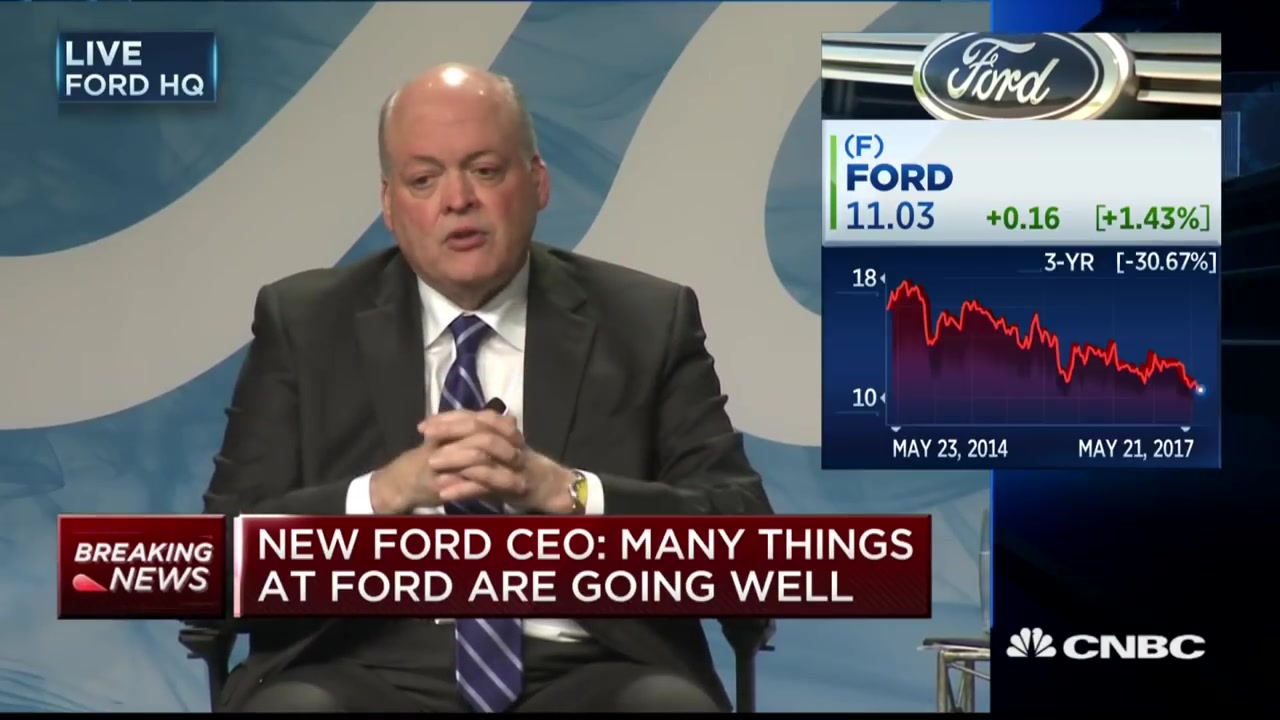 LIVE
FORD HQ
Ford
(F)
FORD
11.03 +0.16 [+1.43%]
3-YR [-30.67%]
18
10
MAY 23, 2014 MAY 21, 2017
BREAKING
NEWS
NEW FORD CEO: MANY THINGS
AT FORD ARE GOING WELL
CNBC